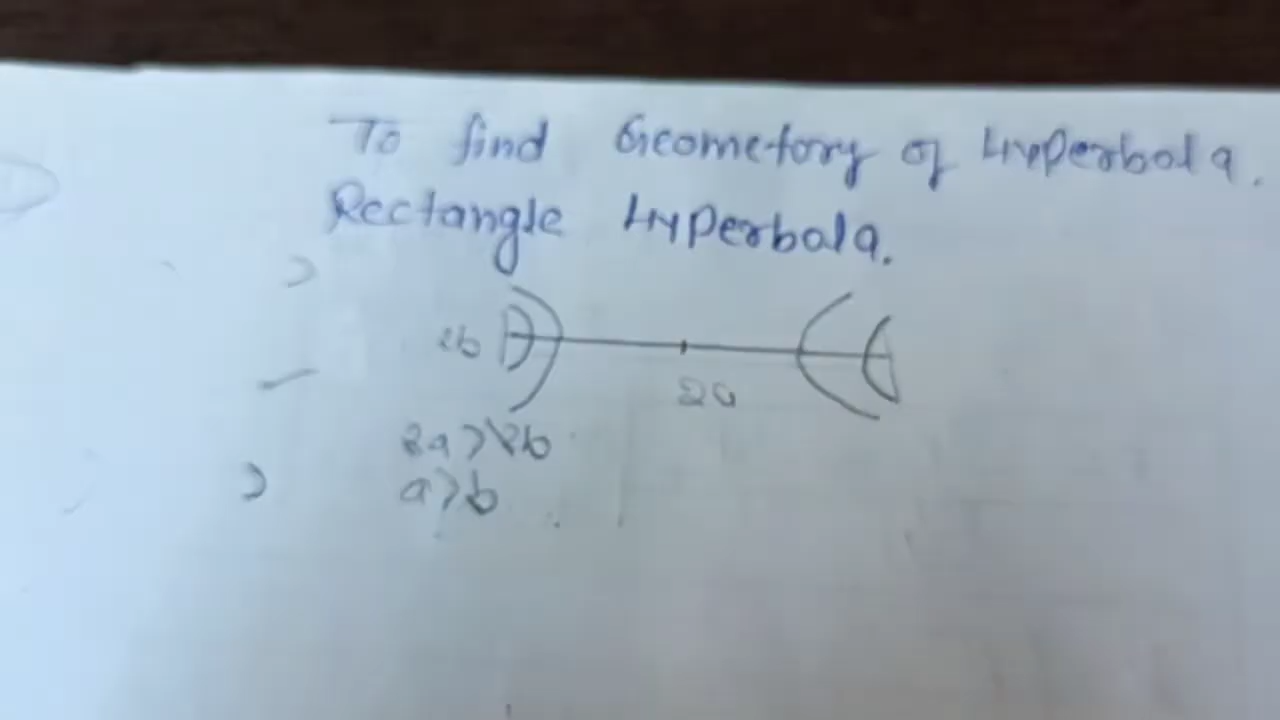 To find Geometory of Hyperbola.
Rectangle Hyperbola.
2b
2a
2a>2b
a>b